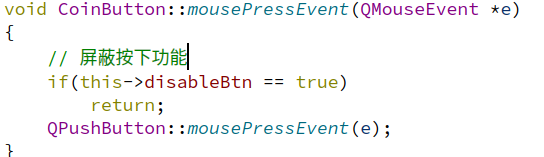 void CoinButton::mousePressEvent(QMouseEvent *e)
{
    // 屏蔽按下功能
    if(this->disableBtn == true)
        return;
    QPushButton::mousePressEvent(e);
}